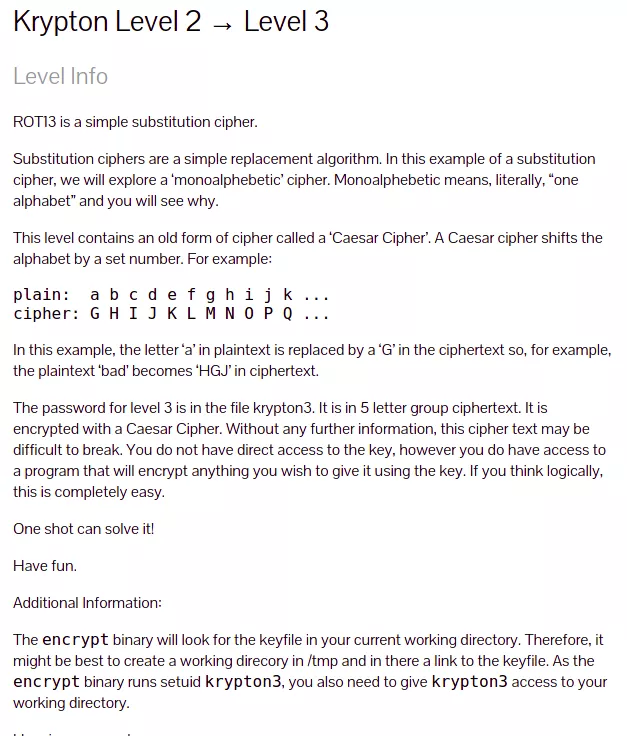 Krypton Level 2 → Level 3
Level Info
ROT13 is a simple substitution cipher.
Substitution ciphers are a simple replacement algorithm. In this example of a substitution
cipher, we will explore a ‘monoalphebetic’ cipher. Monoalphebetic means, literally, “one
alphabet” and you will see why.
This level contains an old form of cipher called a ‘Caesar Cipher’. A Caesar cipher shifts the
alphabet by a set number. For example:
plain:  a b c d e f g h i j k ...
cipher: G H I J K L M N O P Q ...
In this example, the letter ‘a’ in plaintext is replaced by a ‘G’ in the ciphertext so, for example,
the plaintext ‘bad’ becomes ‘HGJ’ in ciphertext.
The password for level 3 is in the file krypton3. It is in 5 letter group ciphertext. It is
encrypted with a Caesar Cipher. Without any further information, this cipher text may be
difficult to break. You do not have direct access to the key, however you do have access to
a program that will encrypt anything you wish to give it using the key. If you think logically,
this is completely easy.
One shot can solve it!
Have fun.
Additional Information:
The encrypt binary will look for the keyfile in your current working directory. Therefore, it
might be best to create a working direcory in /tmp and in there a link to the keyfile. As the
encrypt binary runs setuid krypton3, you also need to give krypton3 access to your
working directory.